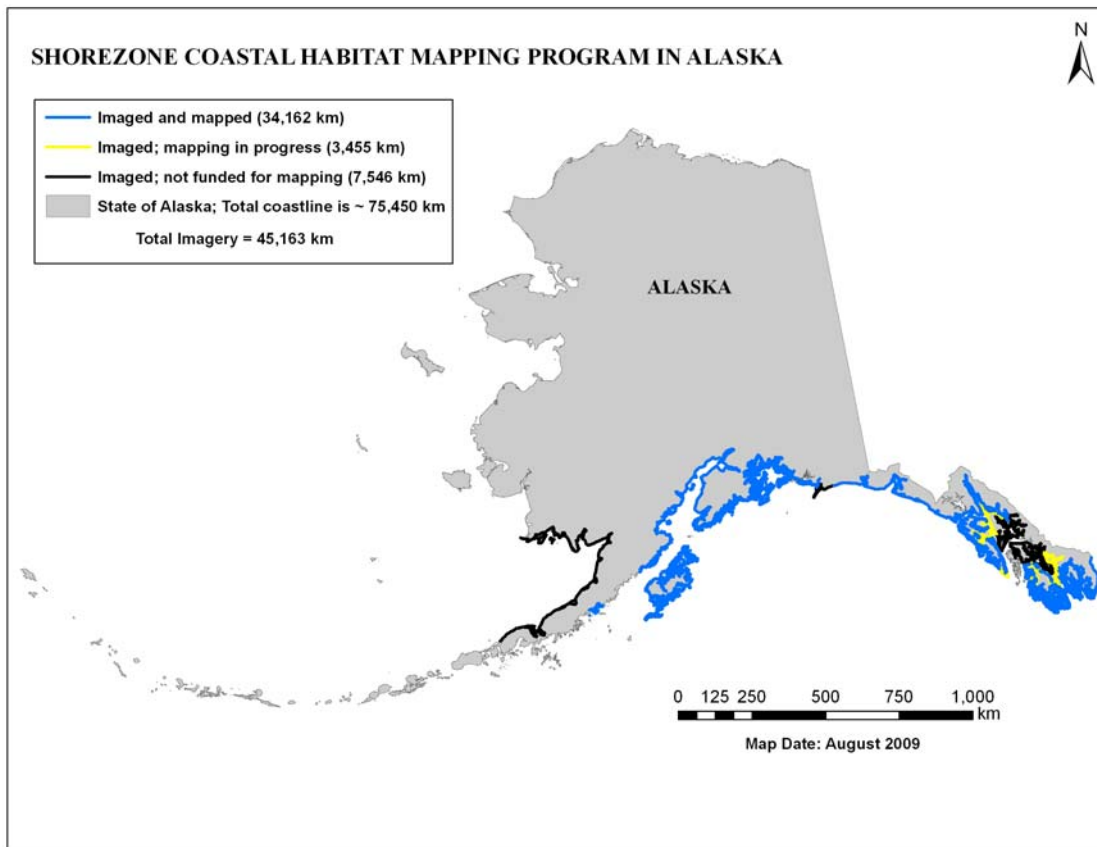 SHOREZONE COASTAL HABITAT MAPPING PROGRAM IN ALASKA
N
Imaged and mapped (34,162 km)
Imaged; mapping in progress (3,455 km)
Imaged; not funded for mapping (7,546 km)
State of Alaska; Total coastline is ~ 75,450 km
Total Imagery = 45,163 km
ALASKA
0 125 250 500 750 1,000
km
Map Date: August 2009